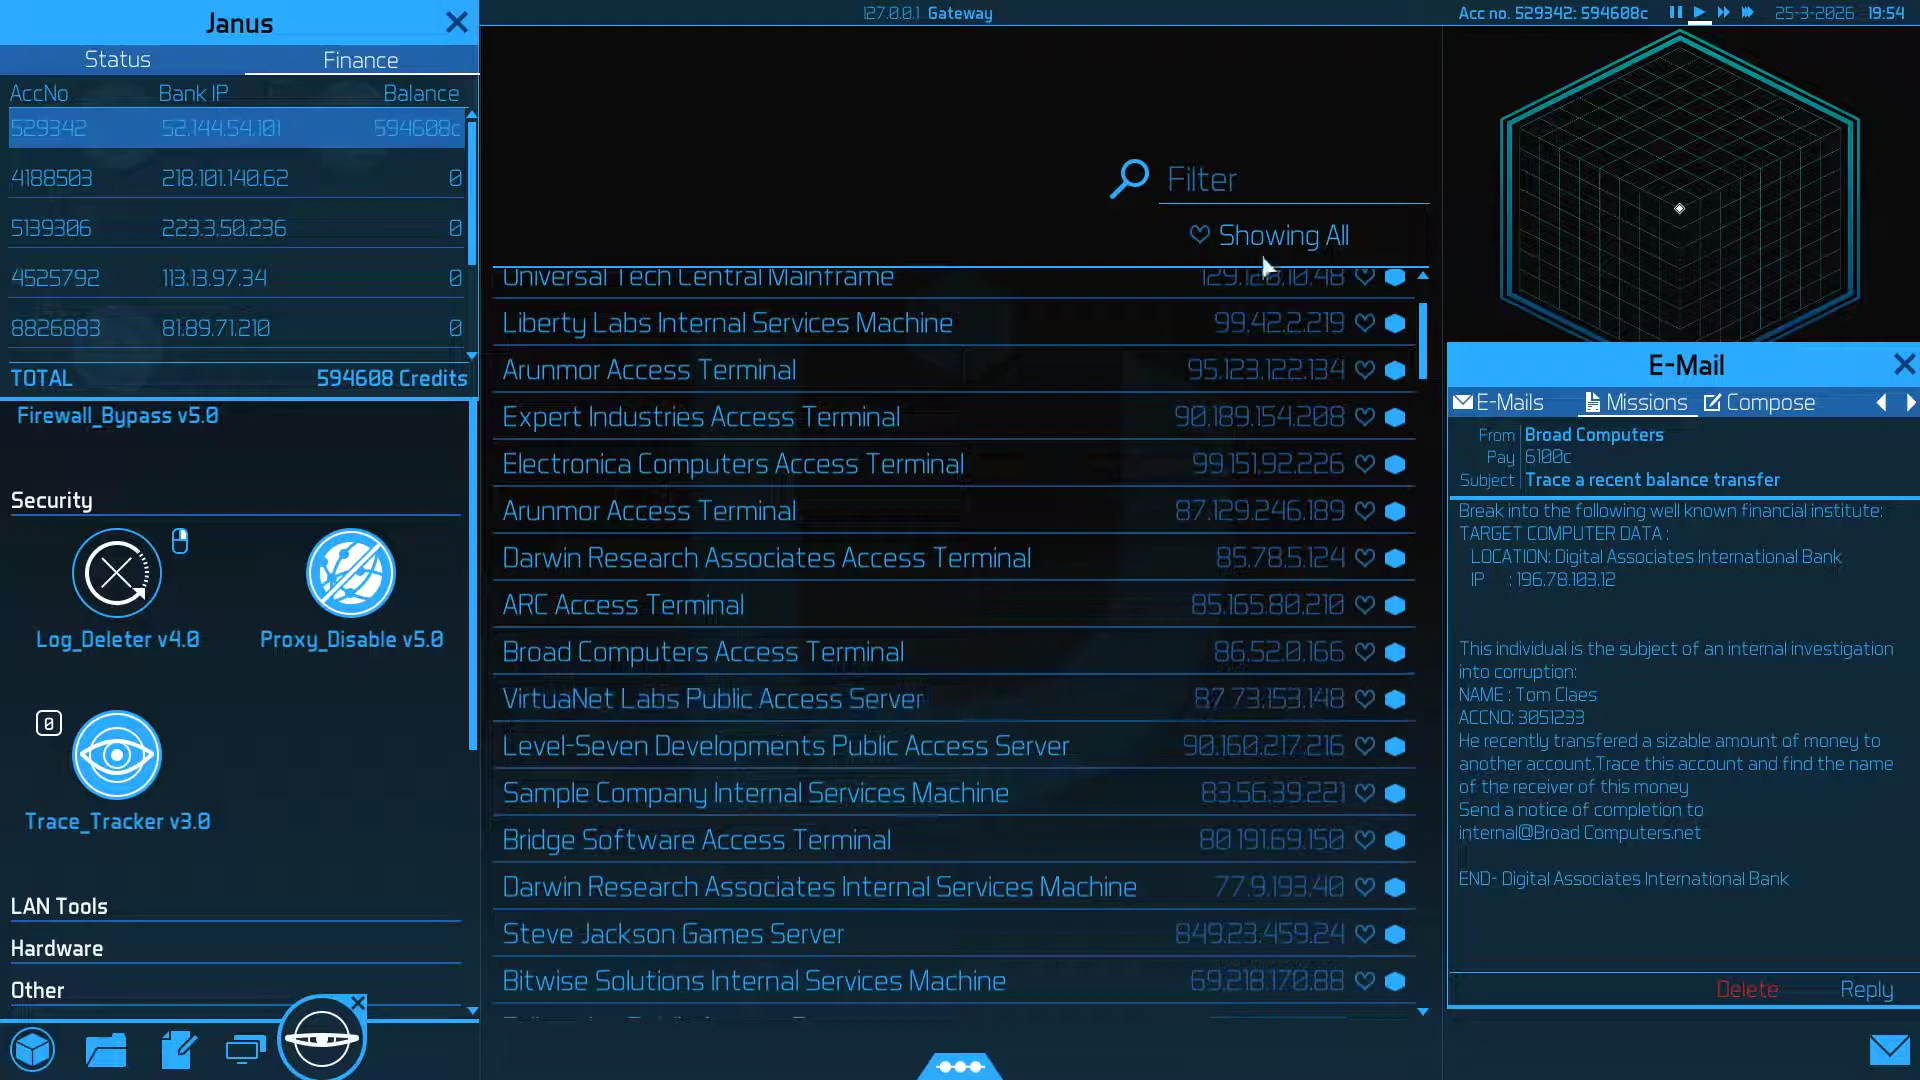 Janus
Status Finance
AccNo Bank IP Balance
529342 52.144.54.101 594608c
4188503 218.101.140.62 0
5139306 223.3.50.236 0
4525792 113.13.97.34 0
8826883 81.89.71.210 0
TOTAL 594608 Credits
Firewall_Bypass v5.0
Security
Log_Deleter v4.0 Proxy_Disable v5.0
0
Trace_Tracker v3.0
LAN Tools
Hardware
Other
127.0.0.1 Gateway
Filter
Showing All
Universal Tech Central Mainframe 129.128.10.48
Liberty Labs Internal Services Machine 99.42.2.219
Arunmor Access Terminal 95.123.122.134
Expert Industries Access Terminal 90.189.154.208
Electronica Computers Access Terminal 99.151.92.226
Arunmor Access Terminal 87.129.246.189
Darwin Research Associates Access Terminal 85.78.5.124
ARC Access Terminal 85.165.80.210
Broad Computers Access Terminal 86.52.0.166
VirtuaNet Labs Public Access Server 87.73.153.148
Level-Seven Developments Public Access Server 90.160.217.216
Sample Company Internal Services Machine 83.56.39.221
Bridge Software Access Terminal 80.191.69.150
Darwin Research Associates Internal Services Machine 77.9.193.40
Steve Jackson Games Server 849.23.459.24
Bitwise Solutions Internal Services Machine 69.218.170.88
Acc no. 529342: 594608c 25-3-2026 19:54
E-Mail
E-Mails Missions Compose
From Broad Computers
Pay 6100c
Subject Trace a recent balance transfer
Break into the following well known financial institute:
TARGET COMPUTER DATA :
LOCATION: Digital Associates International Bank
IP : 196.78.103.12
This individual is the subject of an internal investigation
into corruption:
NAME : Tom Claes
ACCNO: 3051233
He recently transfered a sizable amount of money to
another account.Trace this account and find the name
of the receiver of this money
Send a notice of completion to
internal@Broad Computers.net
END- Digital Associates International Bank
Delete Reply